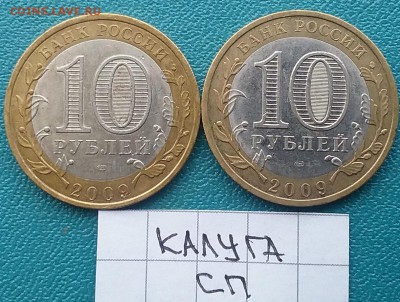 COINS.LAVE.RU
БАНК РОССИИ
10
РУБЛЕЙ
2009
БАНК РОССИИ
10
РУБЛЕЙ
2009
КАЛУГА
СП